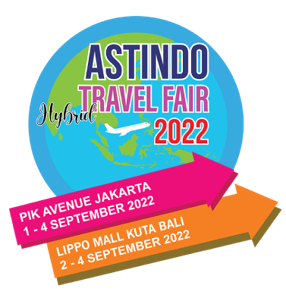 ASTINDO
TRAVEL FAIR
Hybrid
2022
PIK AVENUE JAKARTA
1 - 4 SEPTEMBER 2022
LIPPO MALL KUTA BALI
2 - 4 SEPTEMBER 2022